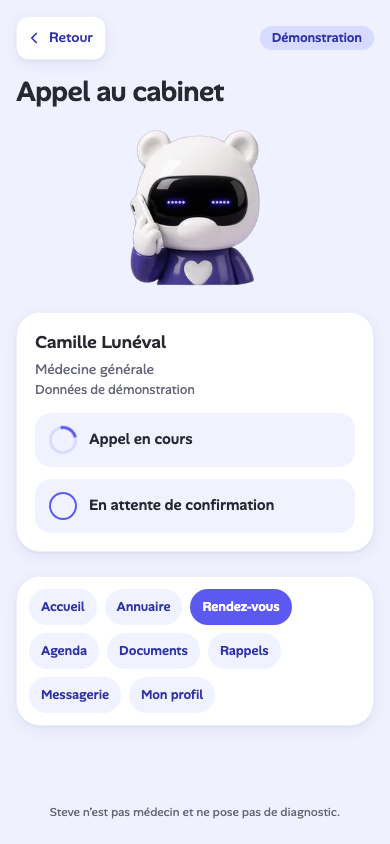 Retour
Démonstration
Appel au cabinet
Camille Lunéval
Médecine générale
Données de démonstration
Appel en cours
En attente de confirmation
Accueil
Annuaire
Rendez-vous
Agenda
Documents
Rappels
Messagerie
Mon profil
Steve n'est pas médecin et ne pose pas de diagnostic.